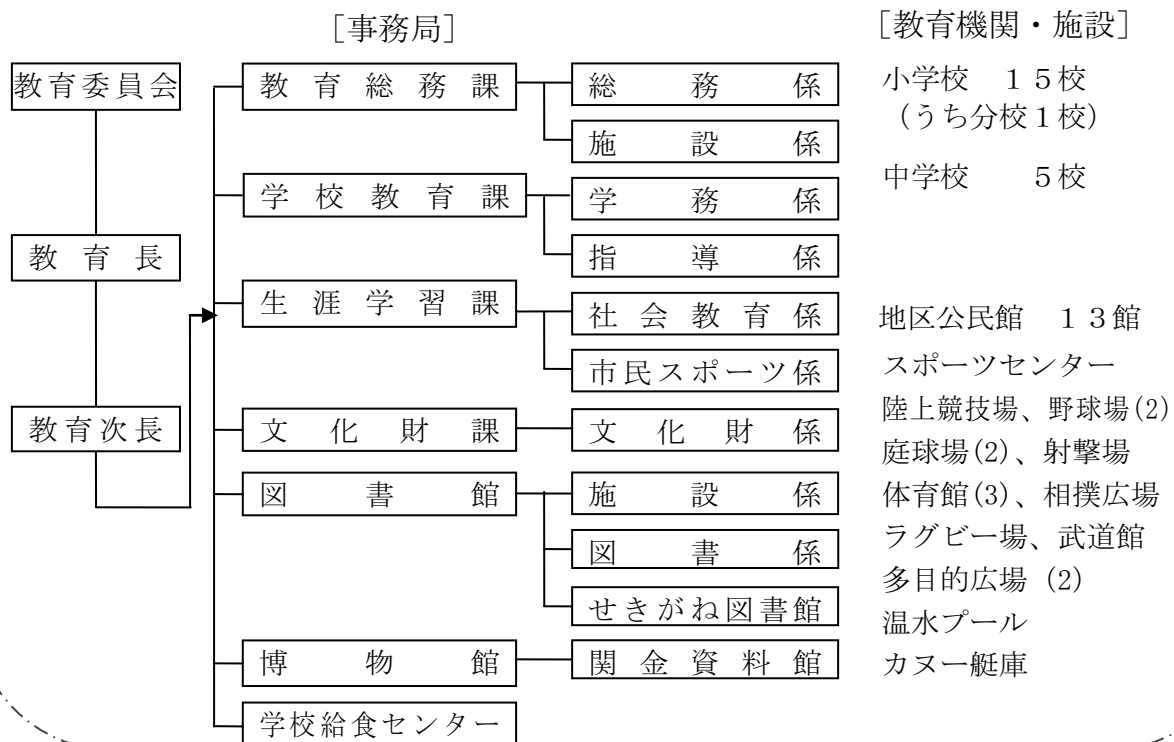 ［事務局］
［教育機関・施設］
教育委員会
教育長
教育次長
教育総務課
総務係
施設係
学校教育課
学務係
指導係
生涯学習課
社会教育係
市民スポーツ係
文化財課
文化財係
図書館
施設係
図書係
せきがね図書館
博物館
関金資料館
学校給食センター
小学校　１５校
（うち分校１校）
中学校　　５校
地区公民館　１３館
スポーツセンター
陸上競技場、野球場(2)
庭球場(2)、射撃場
体育館(3)、相撲広場
ラグビー場、武道館
多目的広場 (2)
温水プール
カヌー艇庫